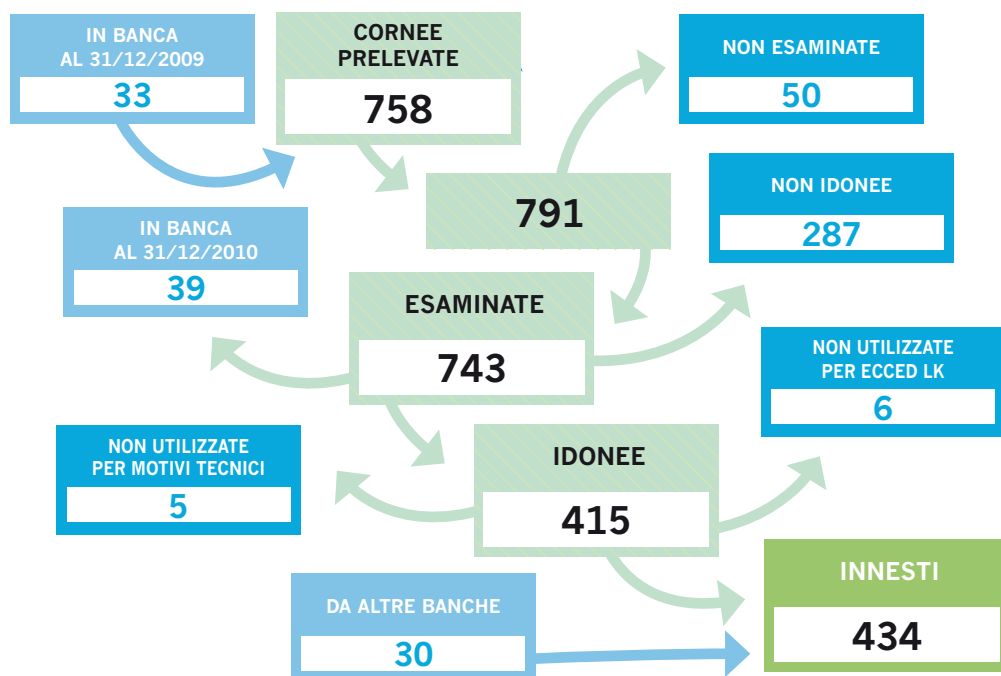 IN BANCA
AL 31/12/2009
33
CORNEE
PRELEVATE
758
NON ESAMINATE
50
791
NON IDONEE
287
IN BANCA
AL 31/12/2010
39
ESAMINATE
743
NON UTILIZZATE
PER ECCED LK
6
NON UTILIZZATE
PER MOTIVI TECNICI
5
IDONEE
415
INNESTI
434
DA ALTRE BANCHE
30